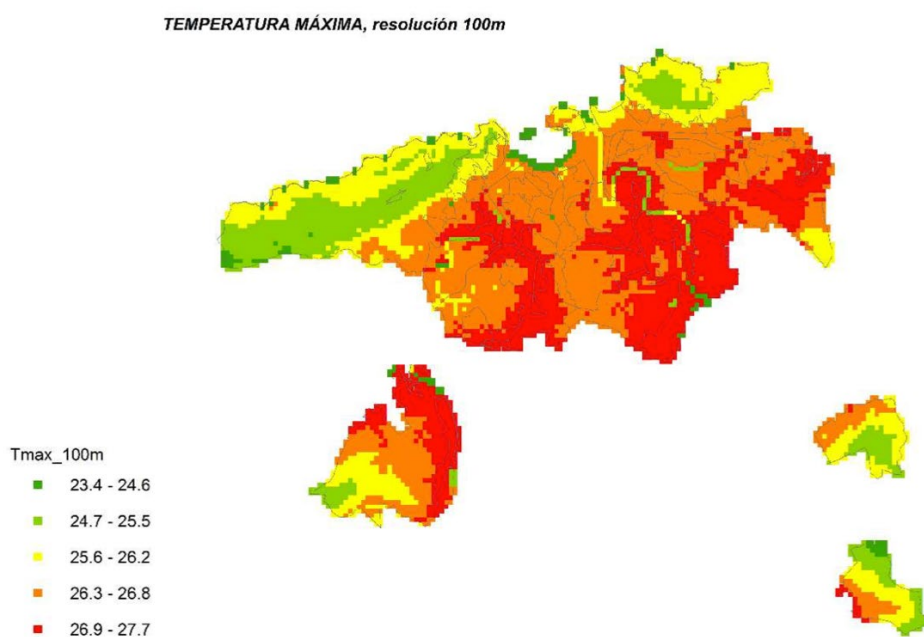 TEMPERATURA MÁXIMA, resolución 100m
Tmax_100m
23.4 - 24.6
24.7 - 25.5
25.6 - 26.2
26.3 - 26.8
26.9 - 27.7